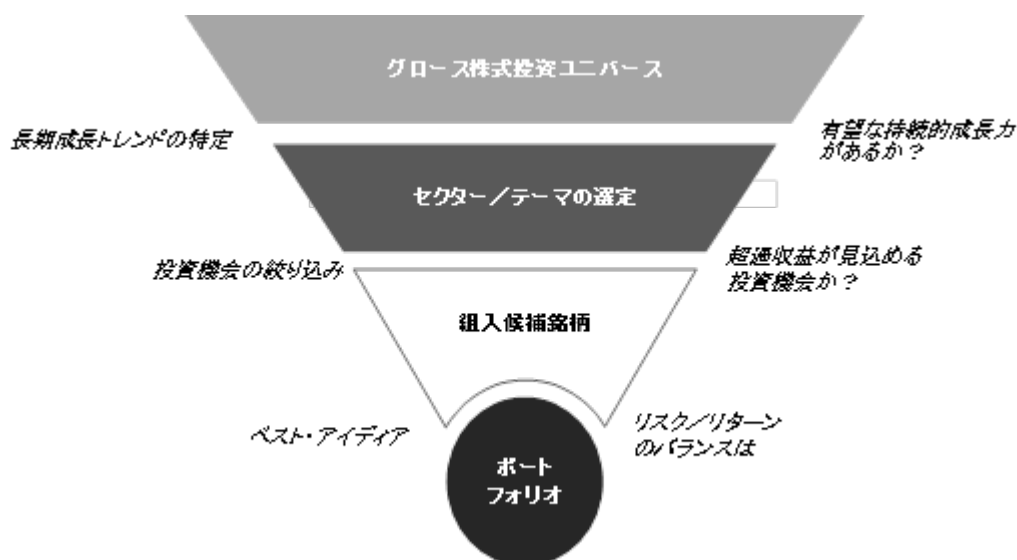 グロース株式投資ユニバース
長期成長トレンドの特定
有望な持続的成長力
があるか？
セクター／テーマの選定
投資機会の絞り込み
超過収益が見込める
投資機会か？
組入候補銘柄
ベスト・アイディア
リスク／リターン
のバランスは
ポート
フォリオ